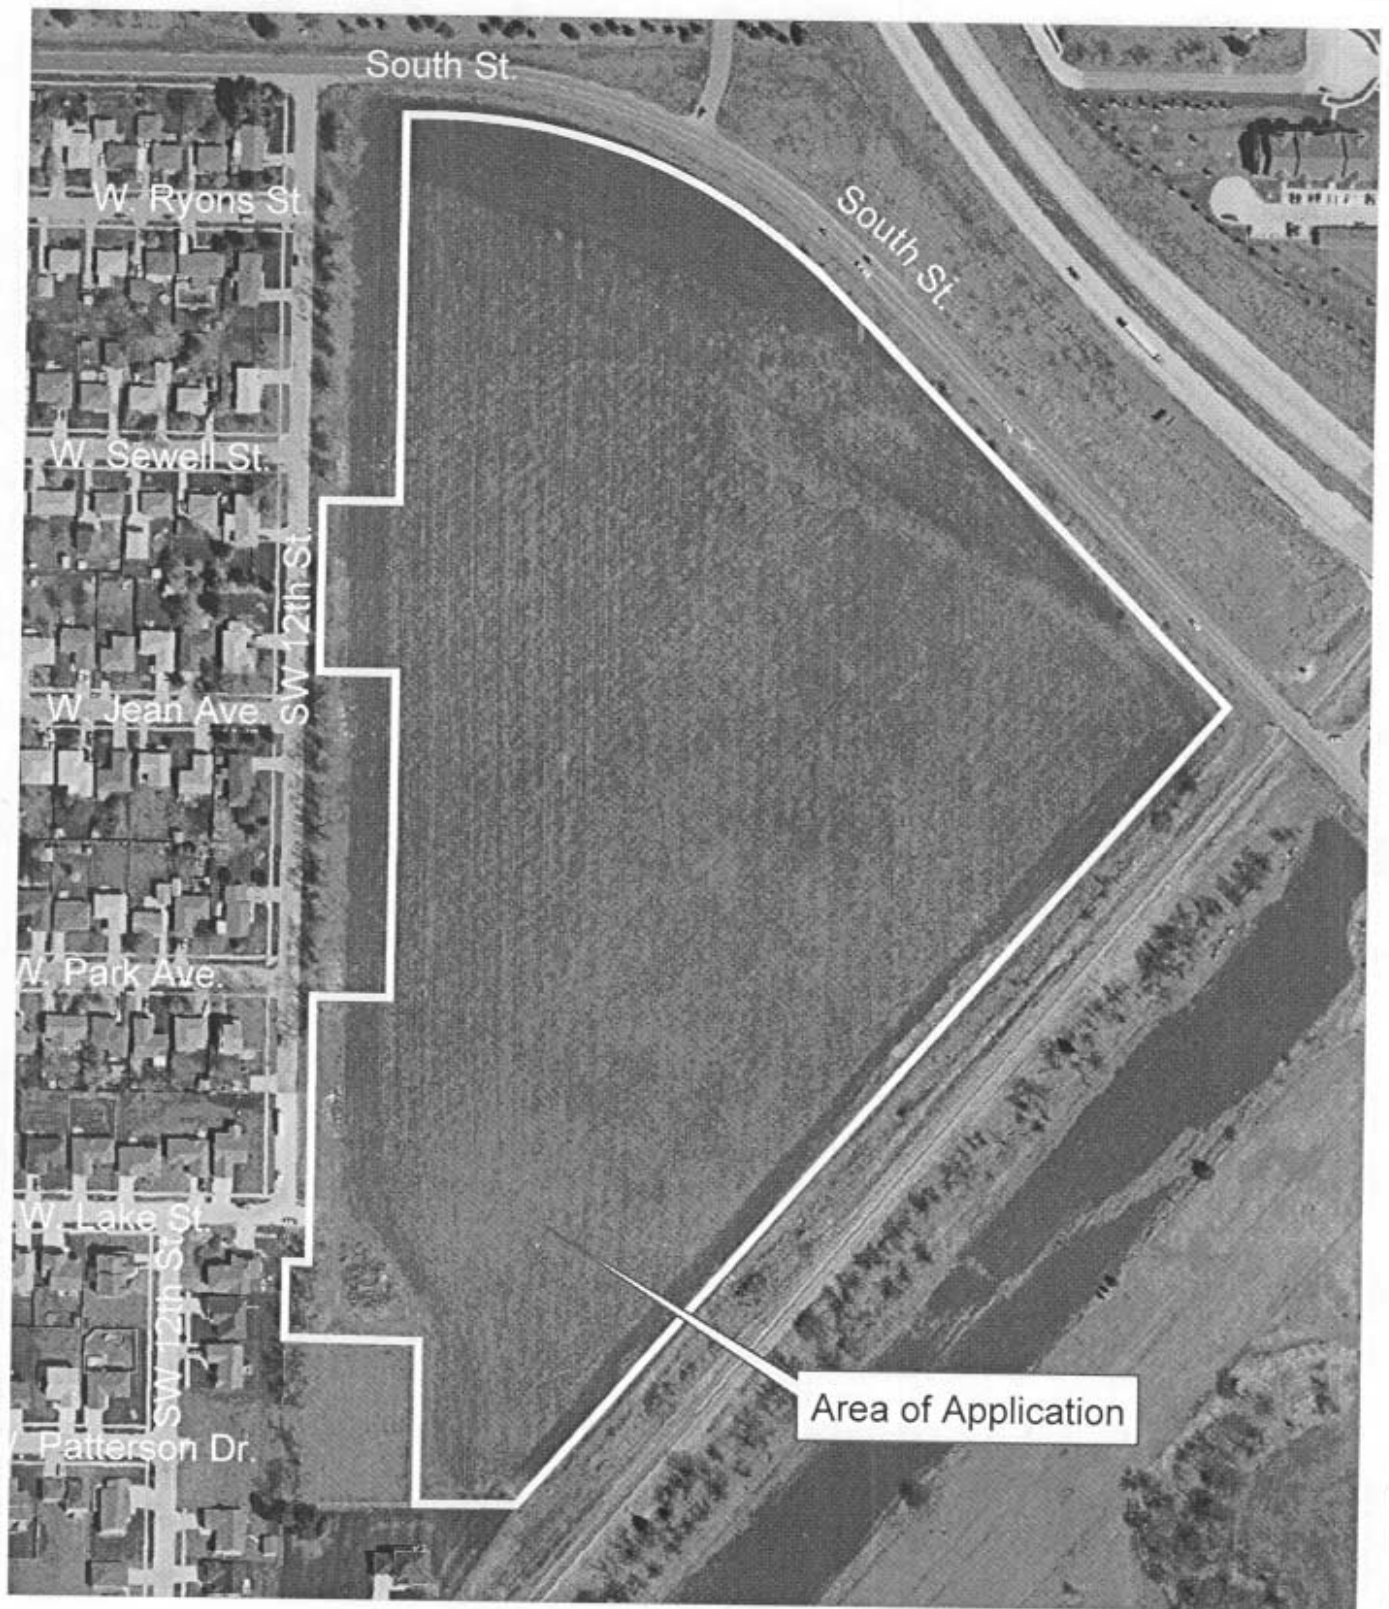 South St.
W. Ryons St.
South St.
W. Sewell St.
SW 12th St.
W. Jean Ave.
W. Park Ave.
W. Lake St.
SW 12th St.
Area of Application
Patterson Dr.